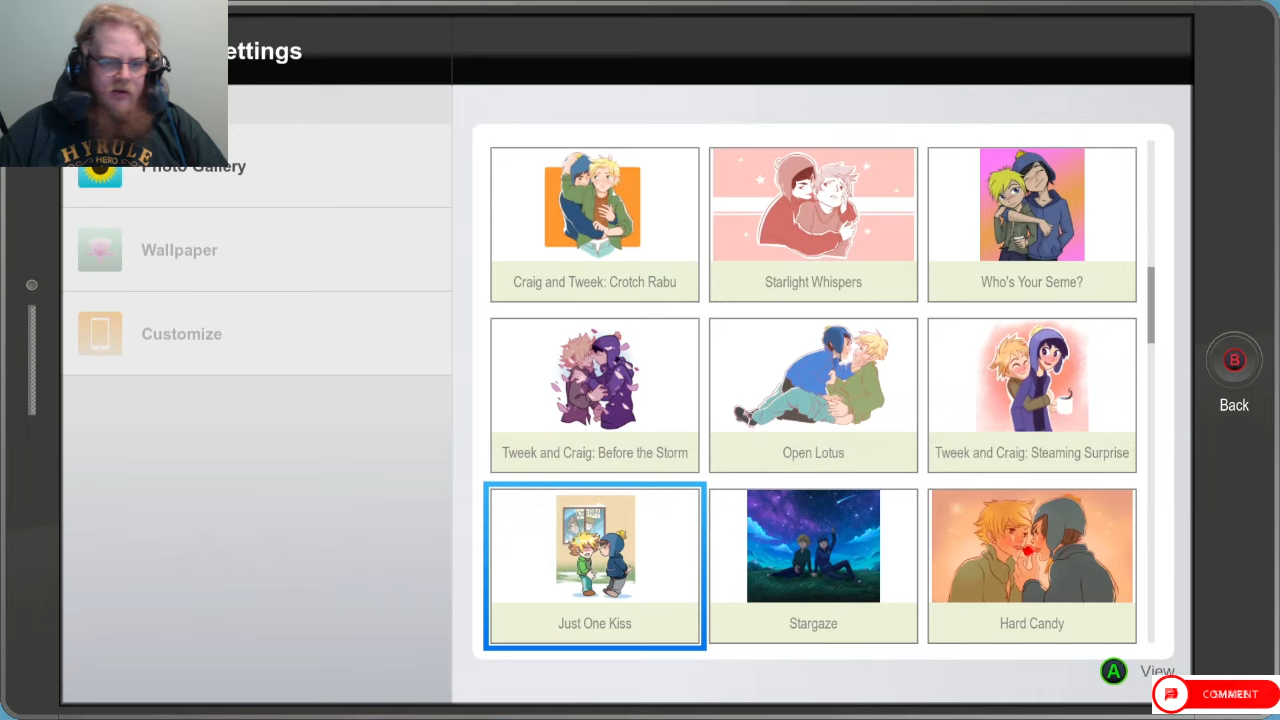 ettings
HYRULE
HERO
Photo Gallery
Wallpaper
Customize
Craig and Tweek: Crotch Rabu
Starlight Whispers
Who's Your Seme?
Tweek and Craig: Before the Storm
Open Lotus
Tweek and Craig: Steaming Surprise
Just One Kiss
Stargaze
Hard Candy
B
Back
A
View